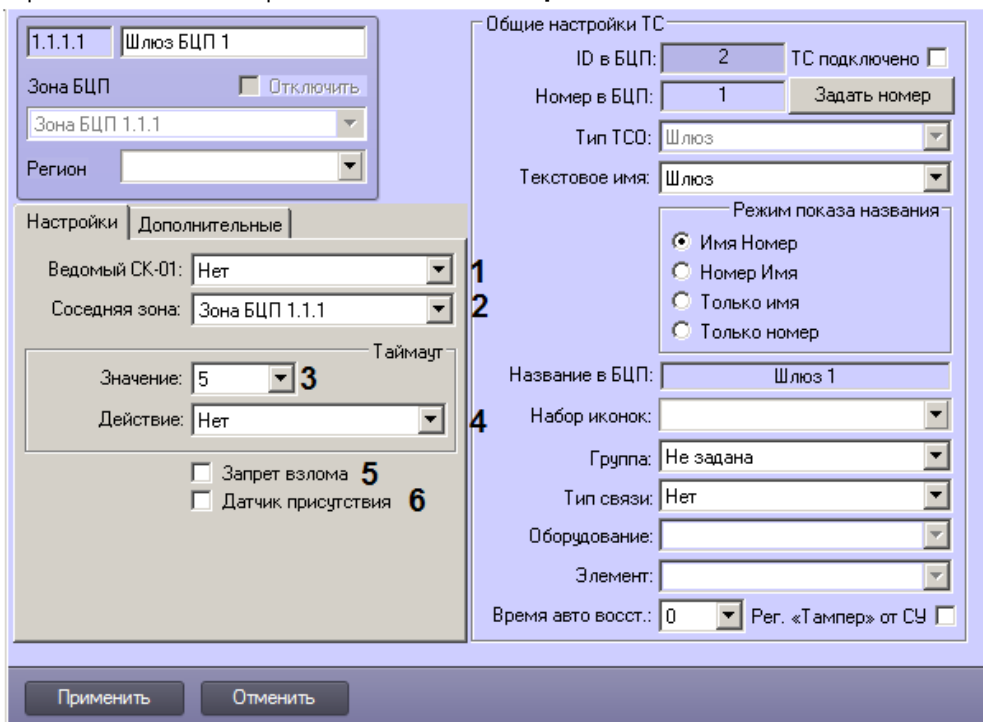 1.1.1.1 Шлюз БЦП 1
Зона БЦП Отключить
Зона БЦП 1.1.1
Регион
Настройки Дополнительные
Ведомый СК-01: Нет 1
Соседняя зона: Зона БЦП 1.1.1 2
Таймаут
Значение: 5 3
Действие: Нет 4
Запрет взлома 5
Датчик присутствия 6
Общие настройки ТС
ID в БЦП: 2 ТС подключено
Номер в БЦП: 1 Задать номер
Тип ТСО: Шлюз
Текстовое имя: Шлюз
Режим показа названия
Имя Номер
Номер Имя
Только имя
Только номер
Название в БЦП: Шлюз 1
Набор иконок:
Группа: Не задана
Тип связи: Нет
Оборудование:
Элемент:
Время авто восст.: 0 Рег. «Тампер» от СУ
Применить Отменить